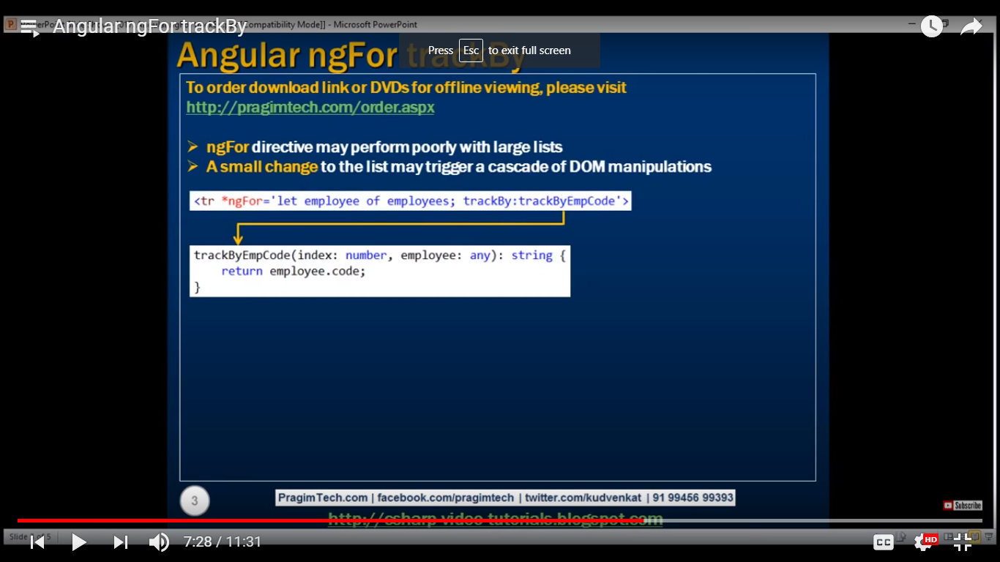 Angular ngFor trackBy
Compatibility Mode]] - Microsoft PowerPoint
Press Esc to exit full screen
Angular ngFor trackBy
To order download link or DVDs for offline viewing, please visit
http://pragimtech.com/order.aspx
ngFor directive may perform poorly with large lists
A small change to the list may trigger a cascade of DOM manipulations
<tr *ngFor='let employee of employees; trackBy:trackByEmpCode'>
trackByEmpCode(index: number, employee: any): string {
return employee.code;
}
3
PragimTech.com | facebook.com/pragimtech | twitter.com/kudvenkat | 91 99456 99393
Subscribe
http://csharp-video-tutorials.blogspot.com
Slide of 5
7:28 / 11:31
CC
HD